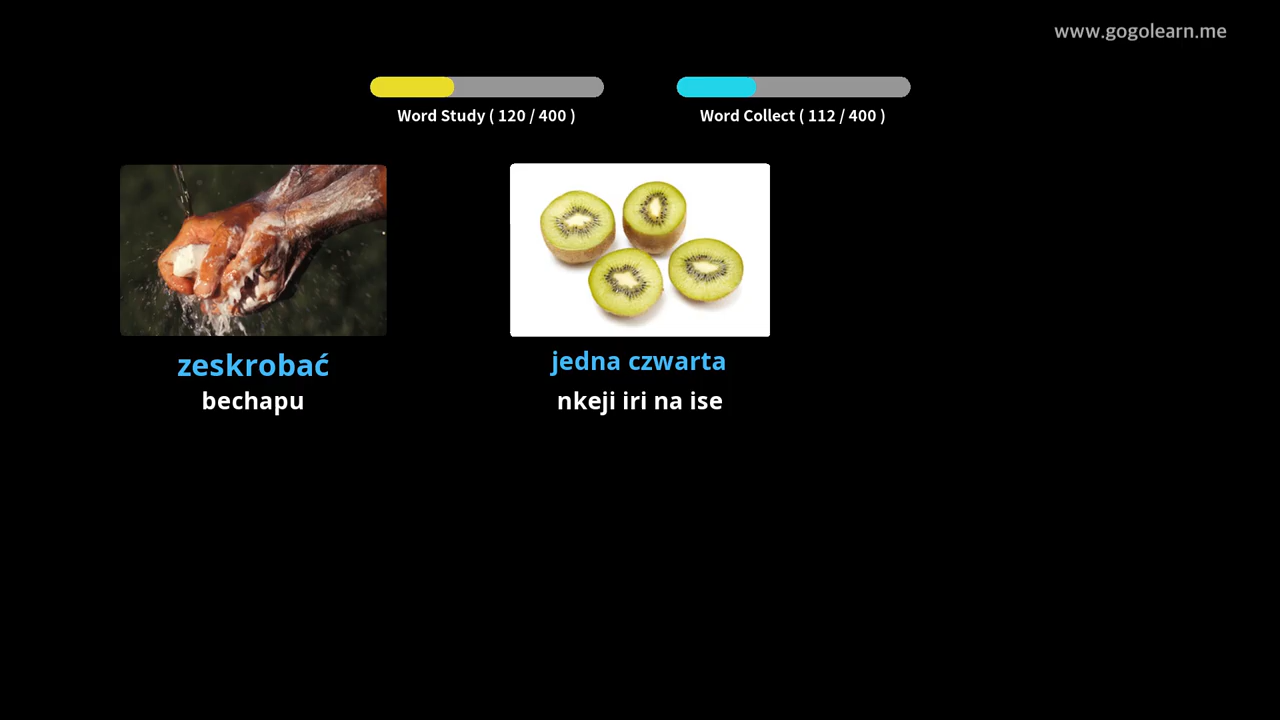 www.gogolearn.me
Word Study ( 120 / 400 )
Word Collect ( 112 / 400 )
zeskrobać
bechapu
jedna czwarta
nkeji iri na ise